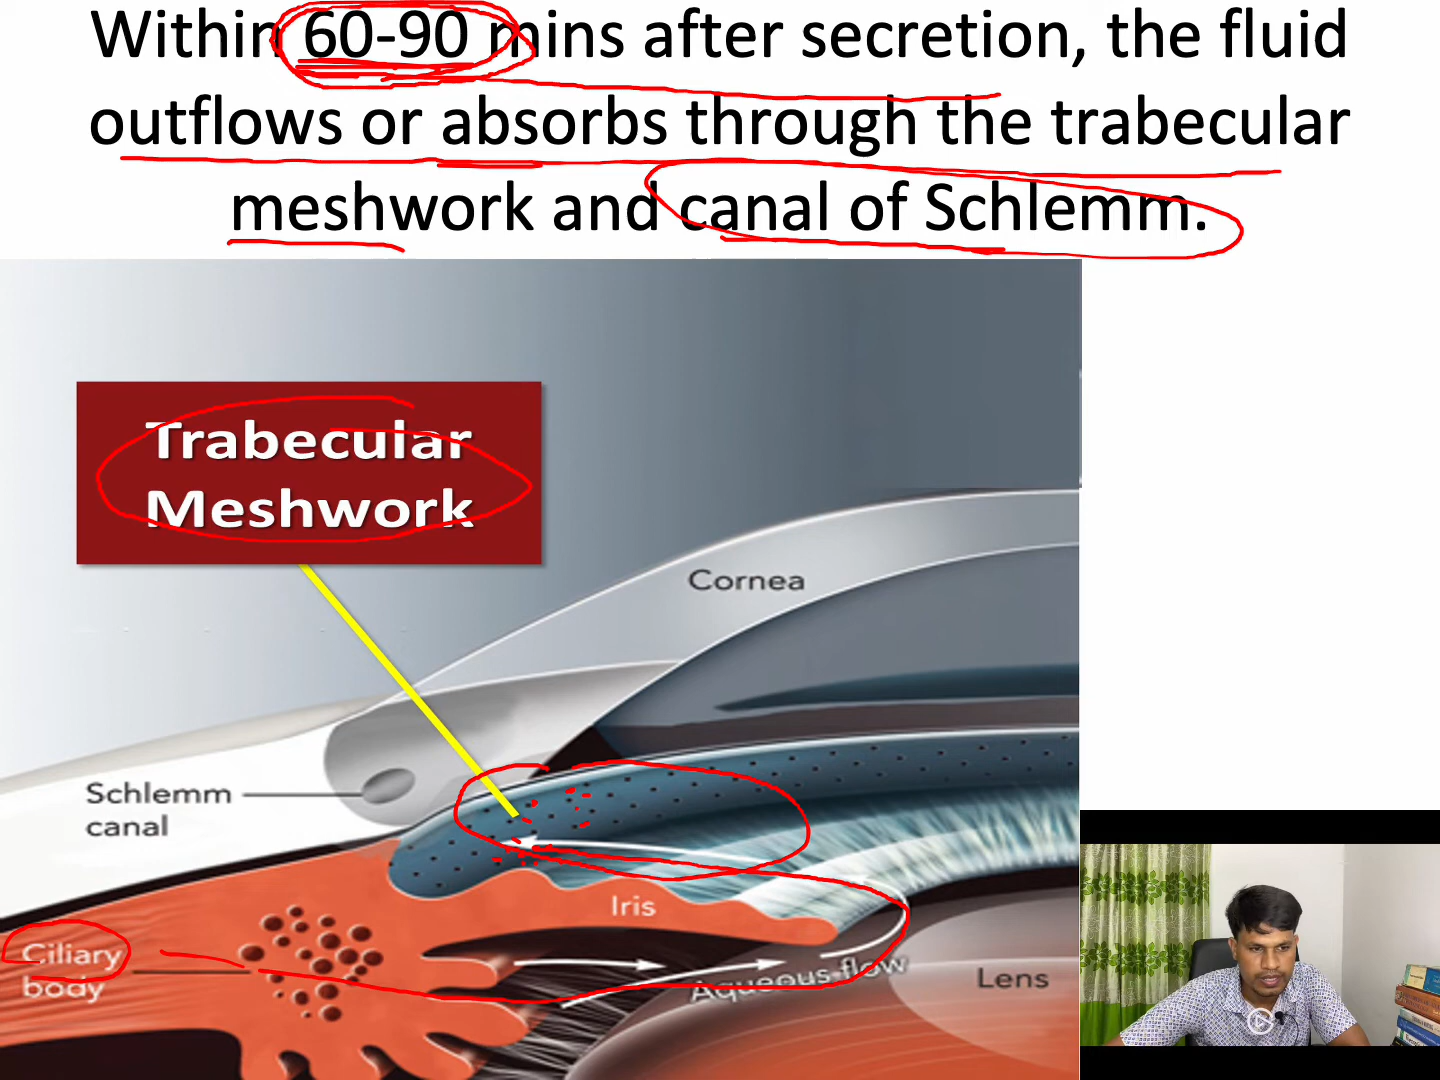 Within 60-90 mins after secretion, the fluid
outflows or absorbs through the trabecular
meshwork and canal of Schlemm.
Trabecular
Meshwork
Cornea
Schlemm
canal
Iris
Ciliary
body
Aqueous flow
Lens